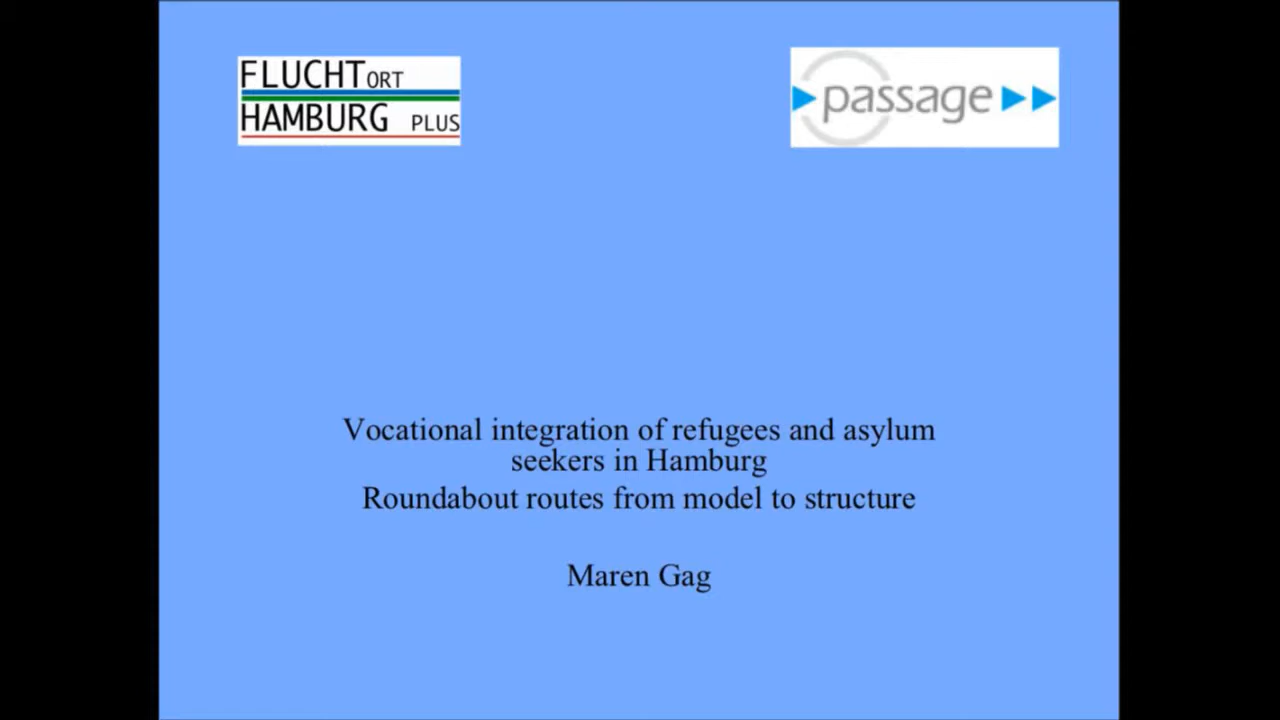 FLUCHTORT
HAMBURG PLUS
passage
Vocational integration of refugees and asylum
seekers in Hamburg
Roundabout routes from model to structure
Maren Gag